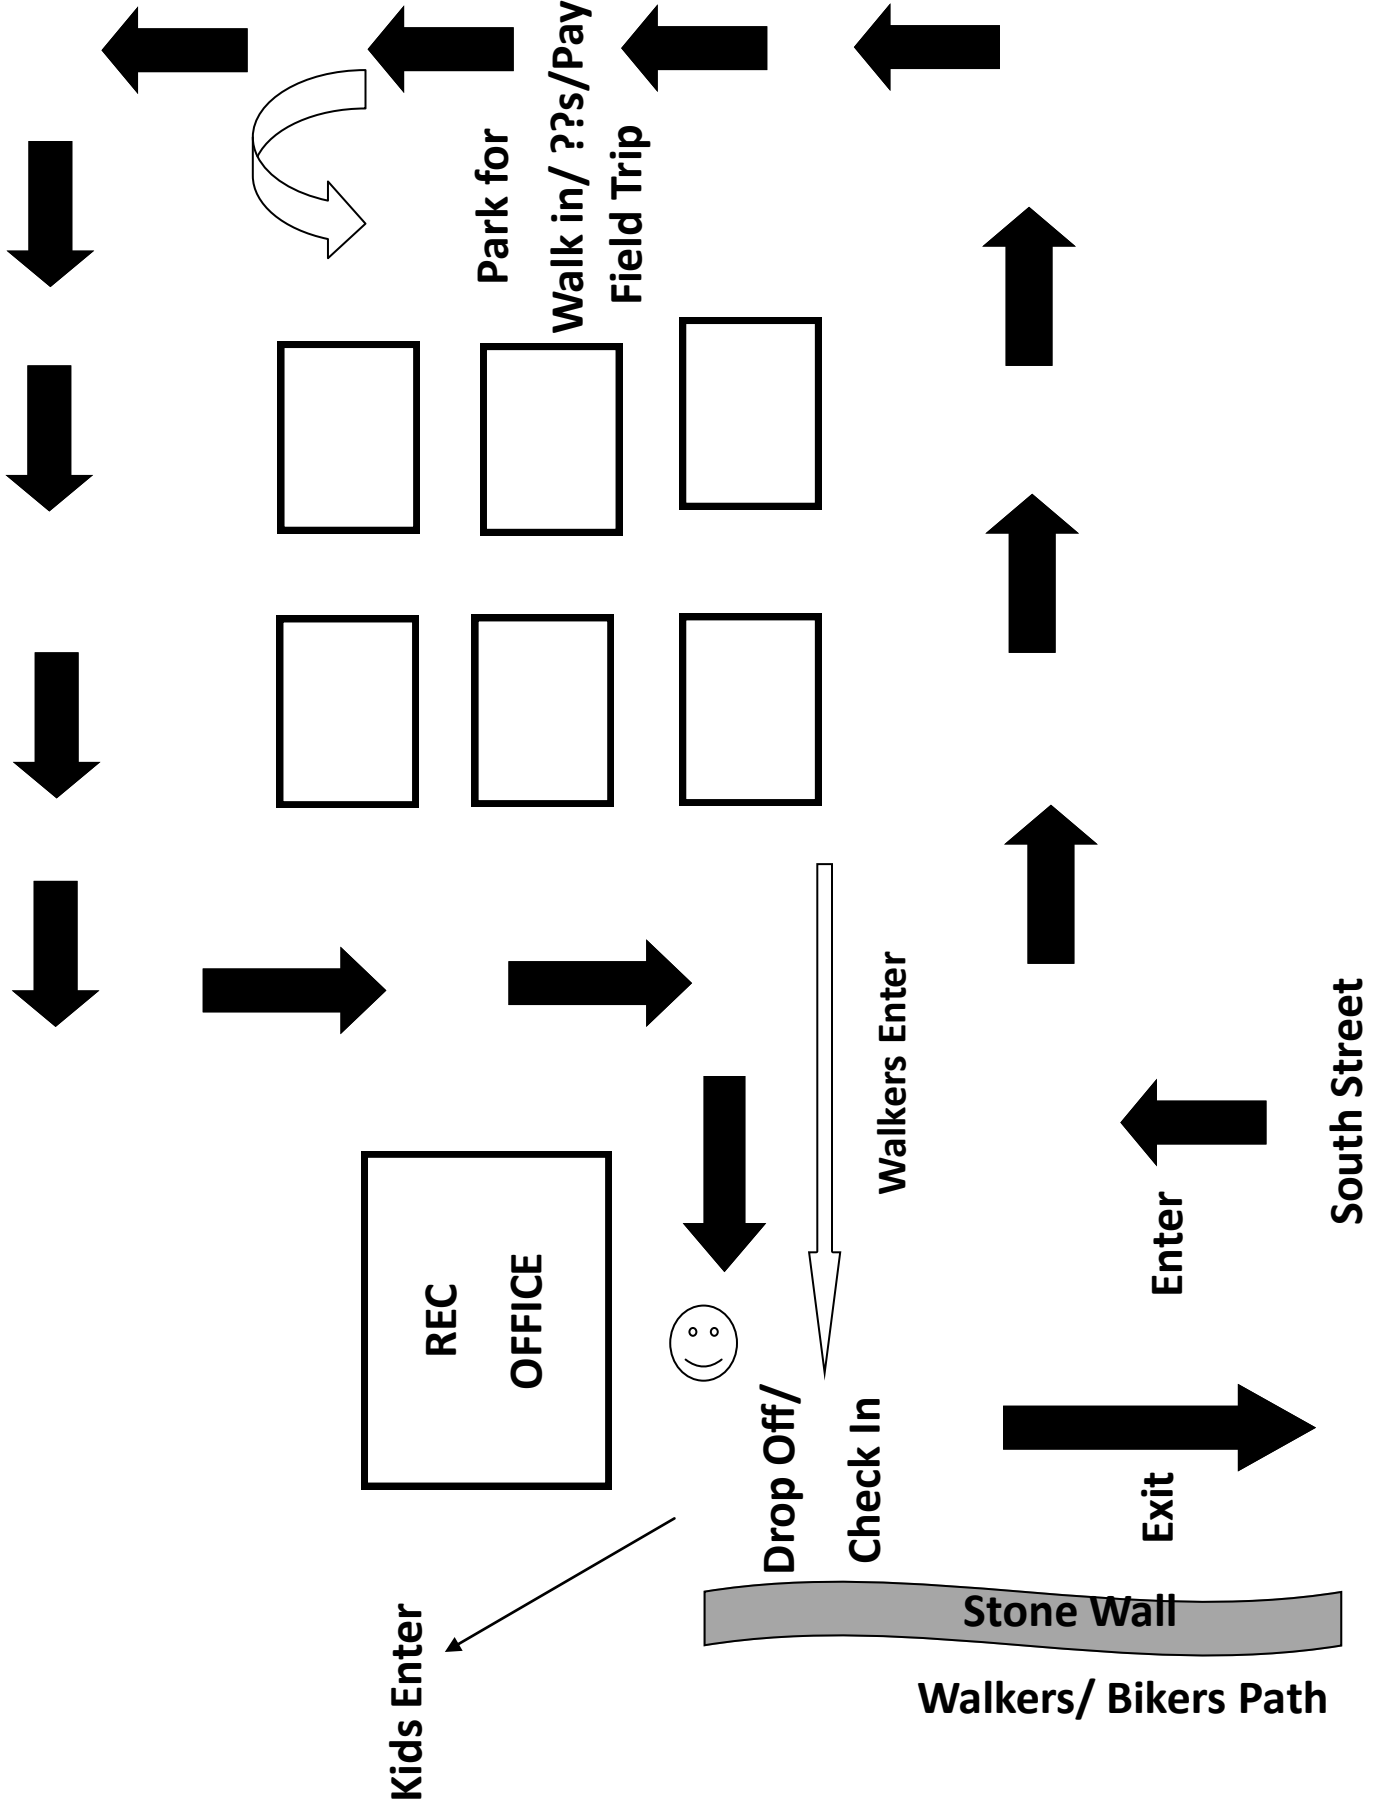 Park for
Walk in/ ??s/Pay
Field Trip
Walkers Enter
South Street
Enter
REC
OFFICE
Drop Off/
Check In
Exit
Stone Wall
Walkers/ Bikers Path
Kids Enter